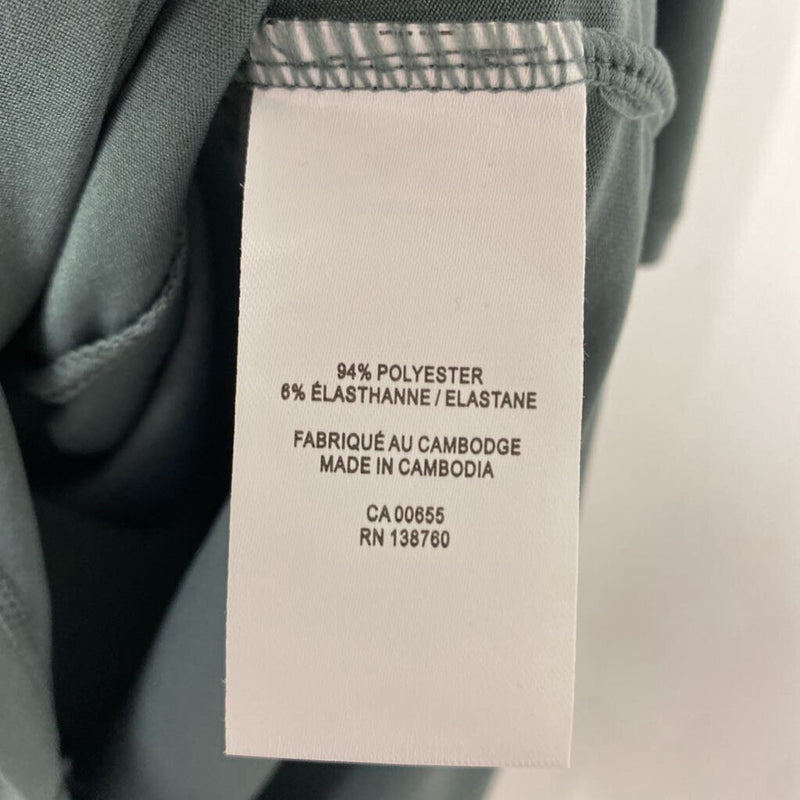 94% POLYESTER
6% ÉLASTHANNE / ELASTANE
FABRIQUÉ AU CAMBODGE
MADE IN CAMBODIA
CA 00655
RN 138760